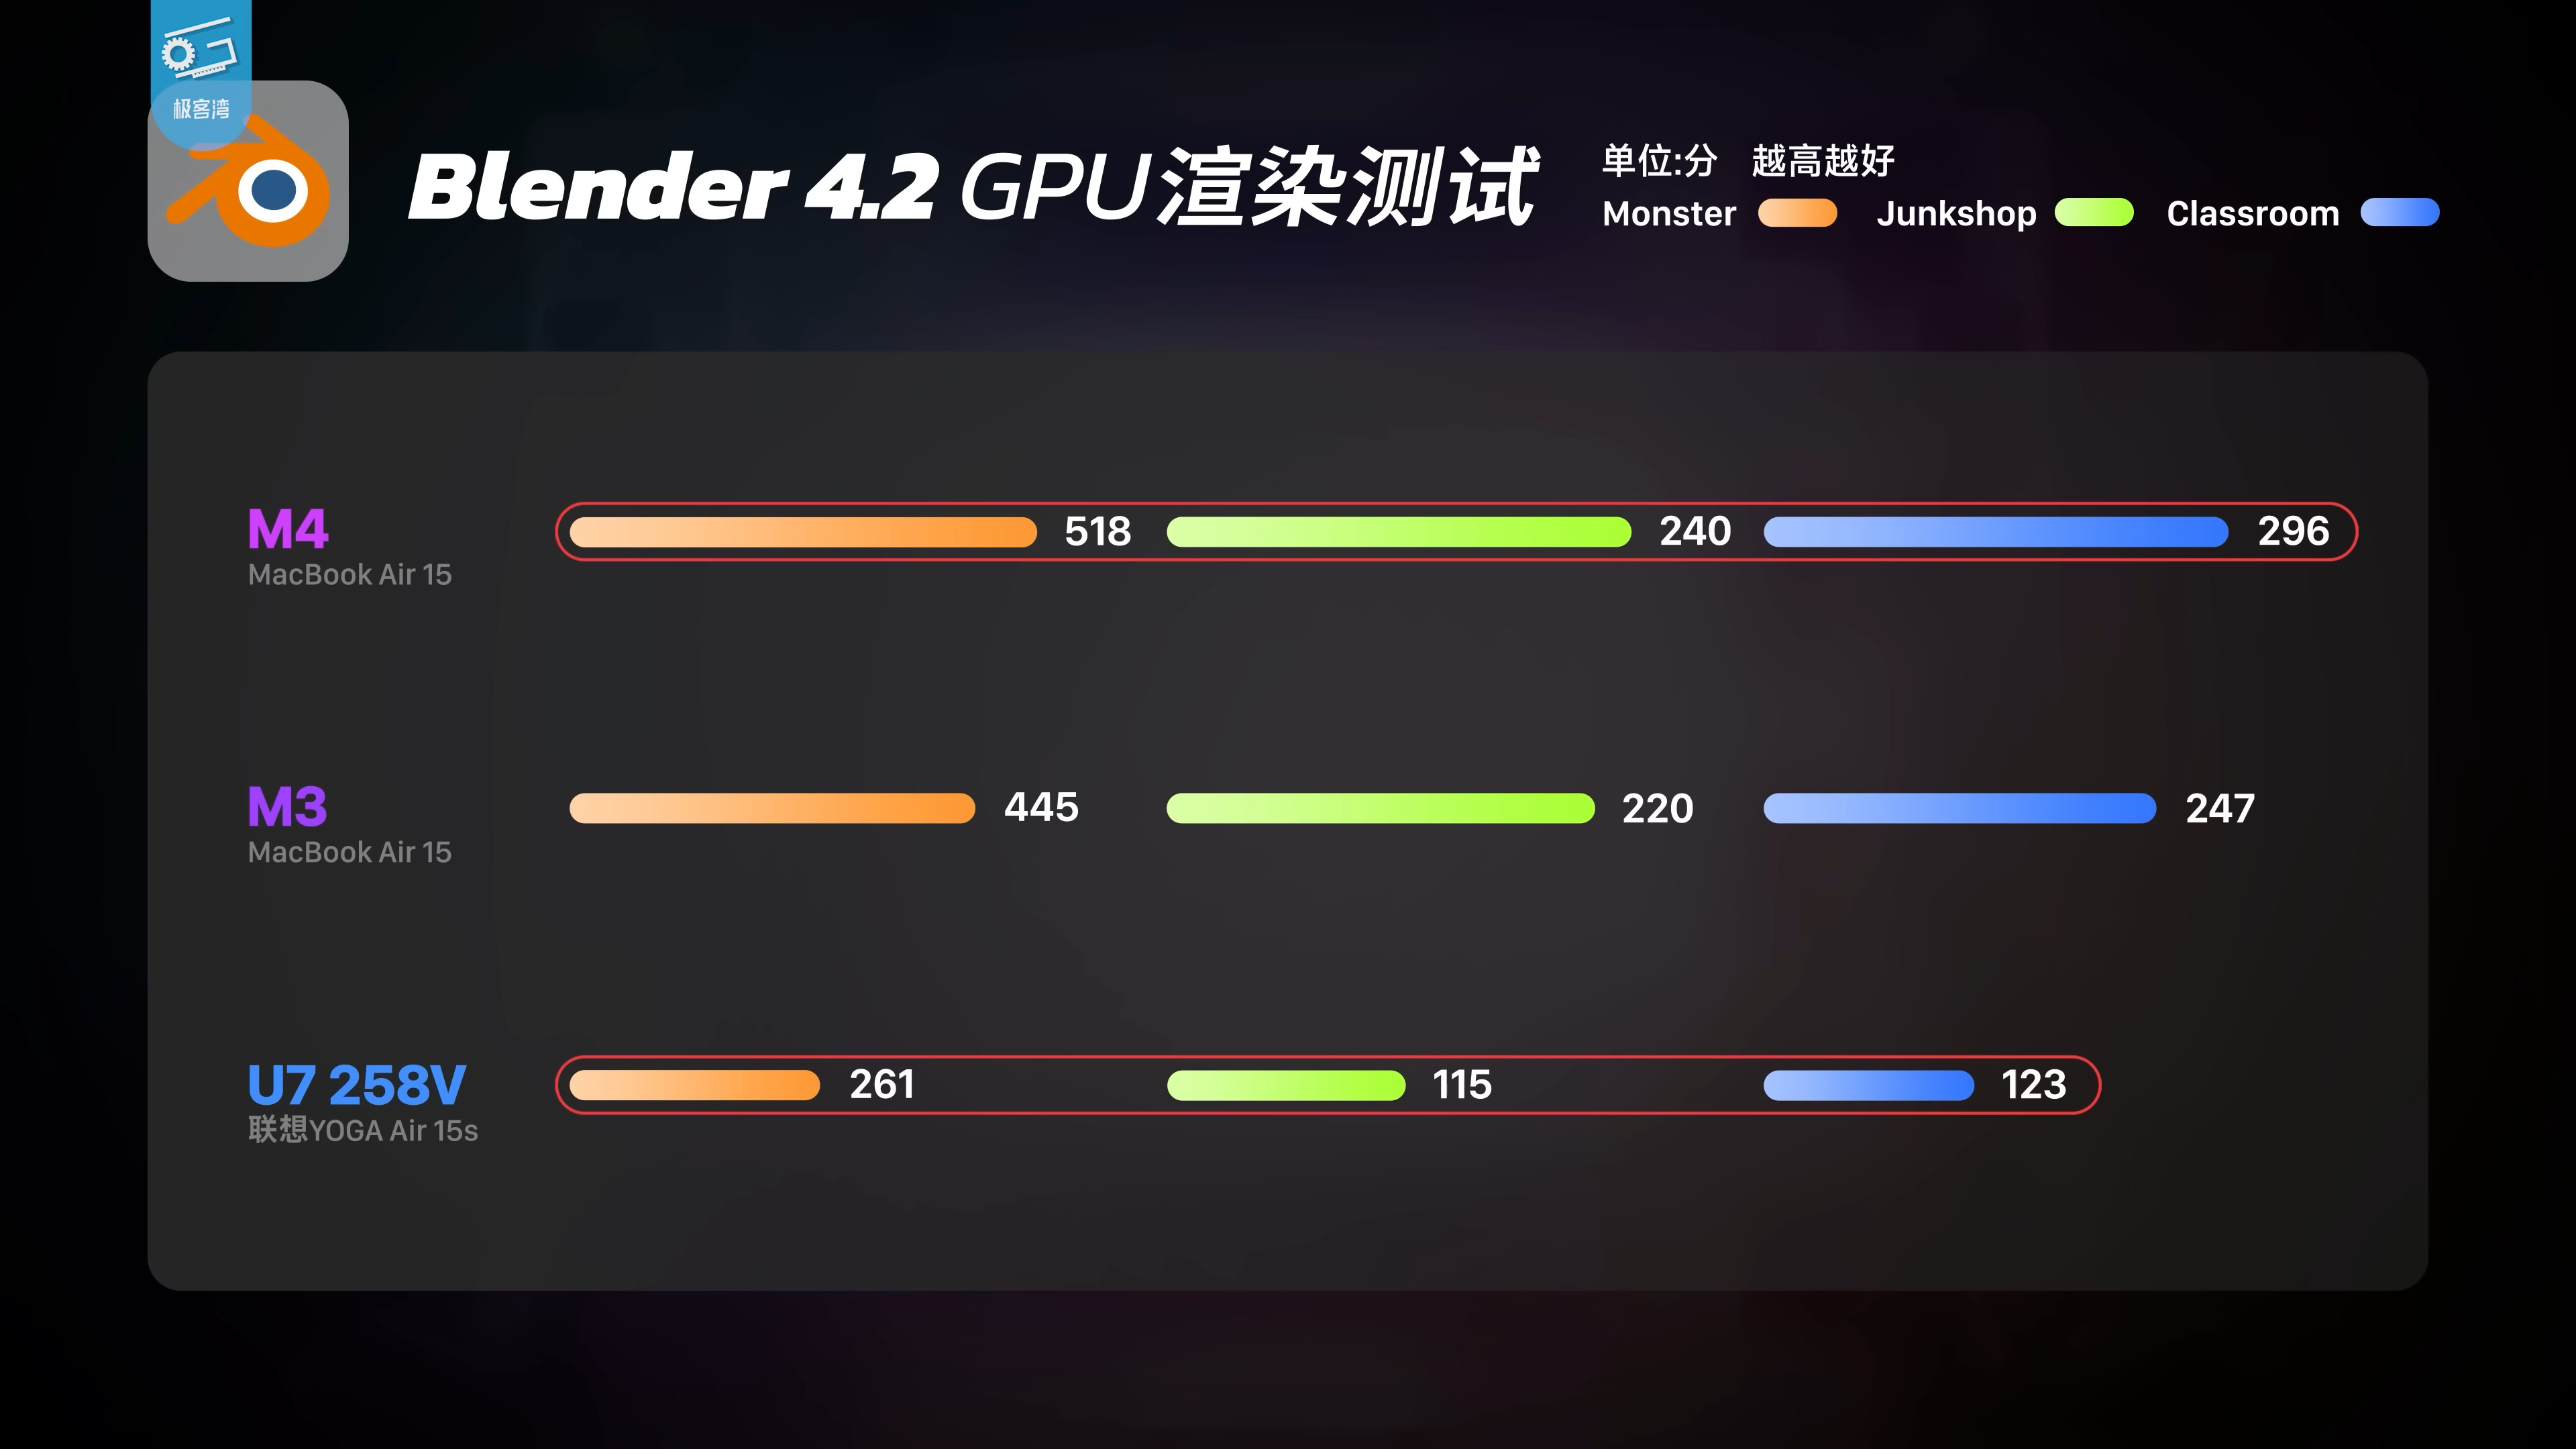 极客湾
Blender 4.2 GPU渲染测试
单位:分 越高越好
Monster Junkshop Classroom
M4
MacBook Air 15
518 240 296
M3
MacBook Air 15
445 220 247
U7 258V
联想YOGA Air 15s
261 115 123